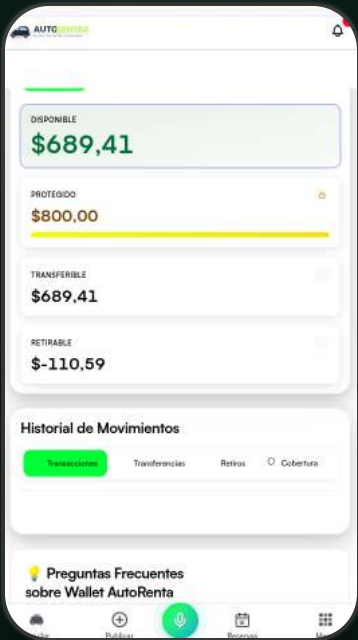 AUTORENTAR
DISPONIBLE
$689,41
PROTEGIDO
$800,00
TRANSFERIBLE
$689,41
RETIRABLE
$-110,59
Historial de Movimientos
Transacciones Transferencias Retiros Cobertura
💡 Preguntas Frecuentes
sobre Wallet AutoRenta
Publicar Reservas